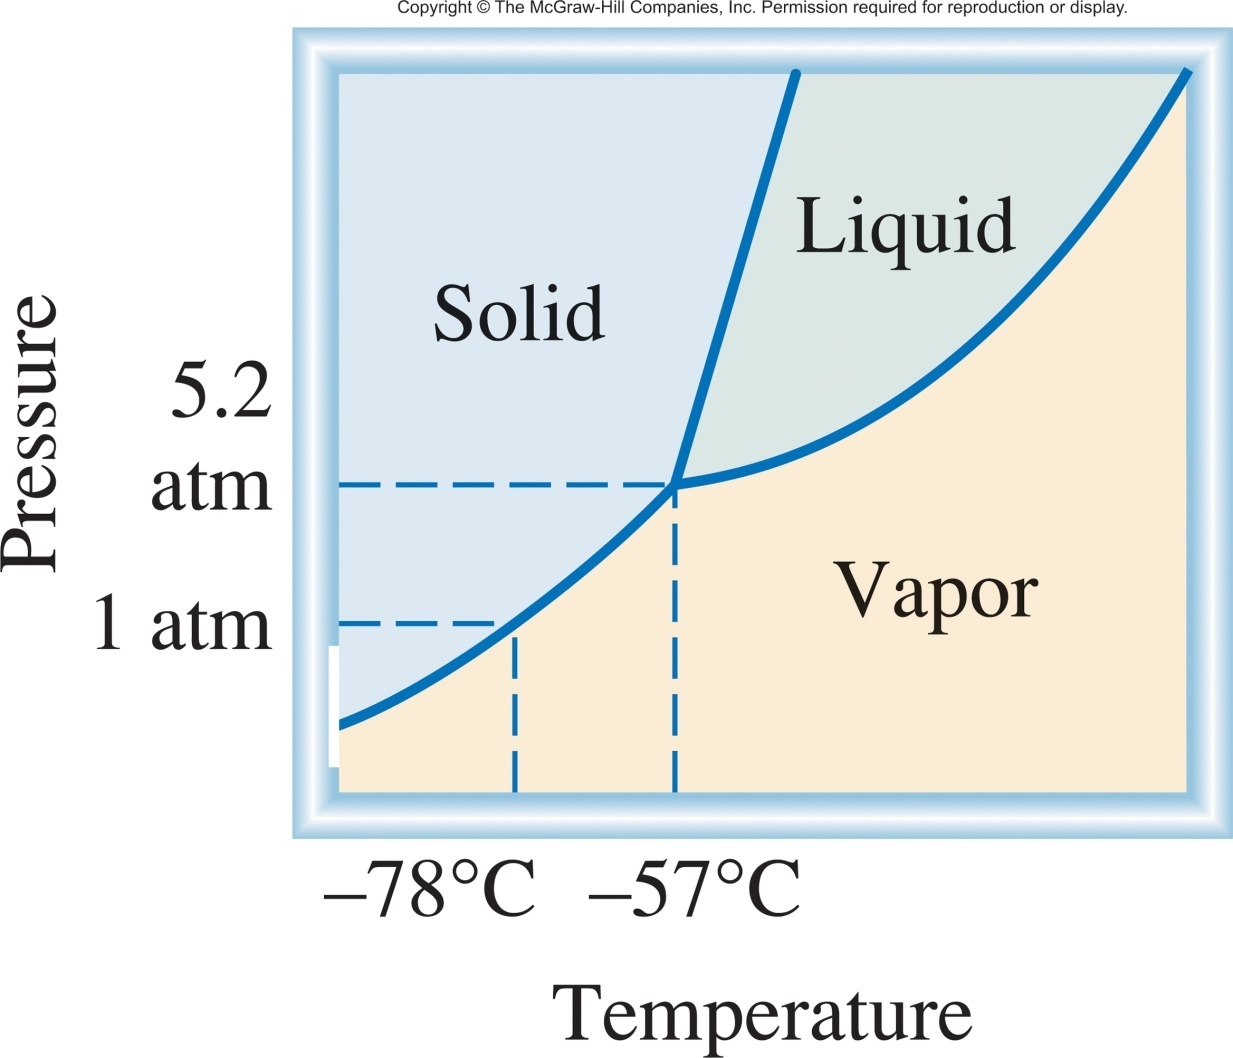 Copyright © The McGraw-Hill Companies, Inc. Permission required for reproduction or display.
Liquid
Solid
Pressure
5.2
atm
Vapor
1 atm
–78°C –57°C
Temperature